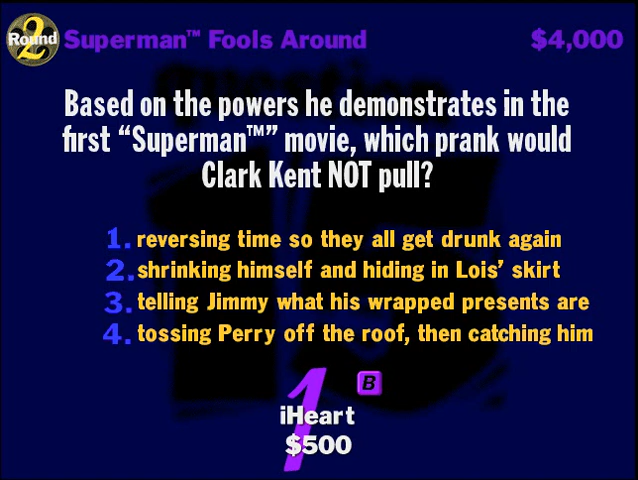 Round 2 Superman™ Fools Around $4,000
Based on the powers he demonstrates in the
first “Superman™” movie, which prank would
Clark Kent NOT pull?
1. reversing time so they all get drunk again
2. shrinking himself and hiding in Lois’ skirt
3. telling Jimmy what his wrapped presents are
4. tossing Perry off the roof, then catching him
1 B
iHeart
$500